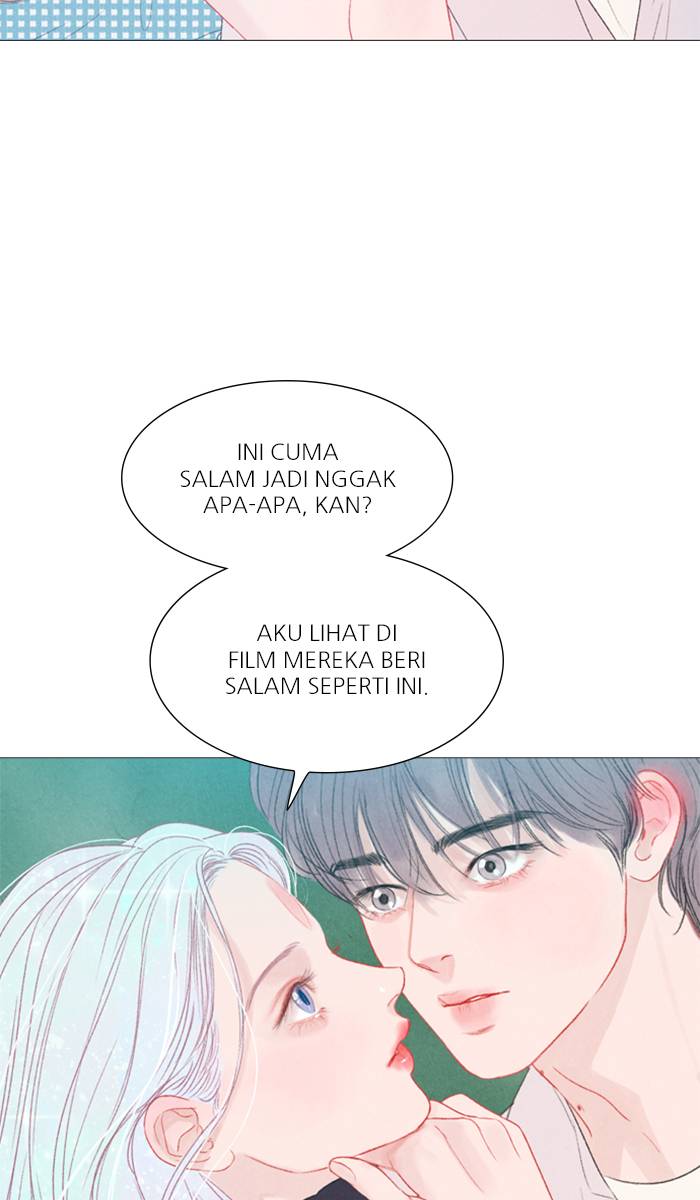 INI CUMA
SALAM JADI NGGAK
APA-APA, KAN?
AKU LIHAT DI
FILM MEREKA BERI
SALAM SEPERTI INI.